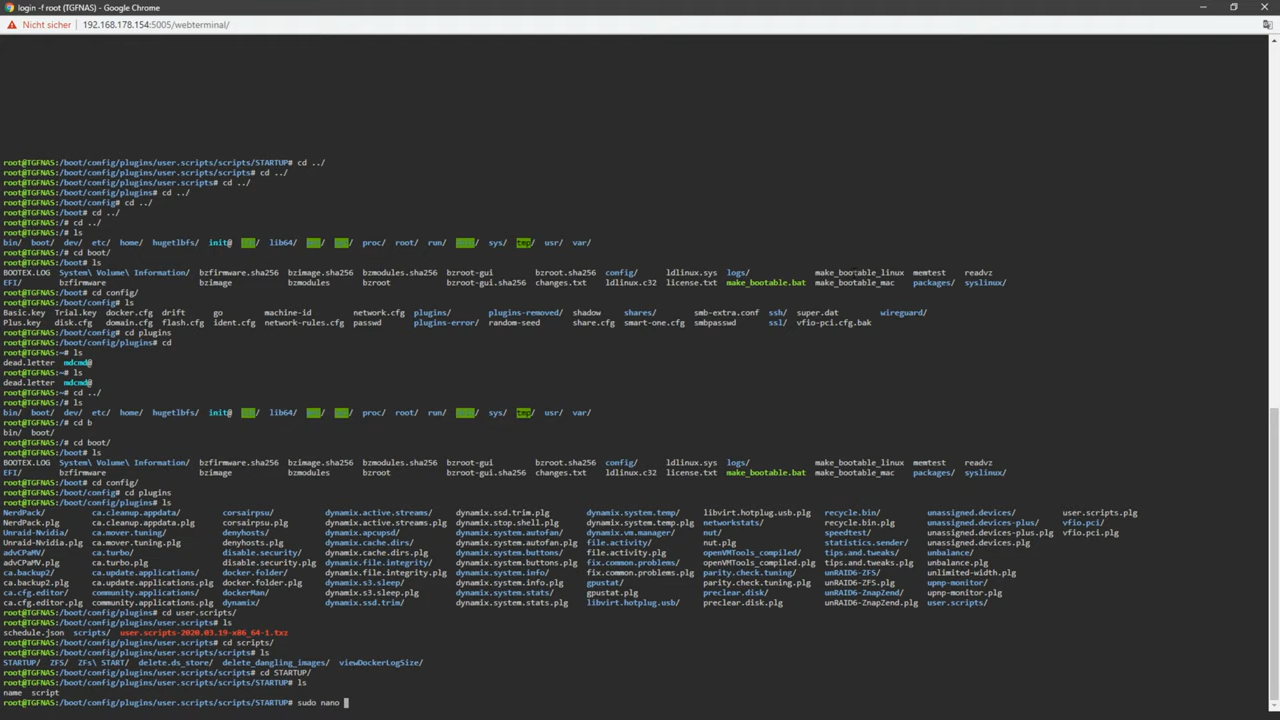 login -f root (TGFNAS) - Google Chrome
Nicht sicher 192.168.178.154:5005/webterminal/
root@TGFNAS:/boot/config/plugins/user.scripts/scripts/STARTUP# cd ../
root@TGFNAS:/boot/config/plugins/user.scripts/scripts# cd ../
root@TGFNAS:/boot/config/plugins/user.scripts# cd ../
root@TGFNAS:/boot/config/plugins# cd ../
root@TGFNAS:/boot/config# cd ../
root@TGFNAS:/boot# cd ../
root@TGFNAS:/# cd ../
root@TGFNAS:/# ls
bin/ boot/ dev/ etc/ home/ hugetlbfs/ init@ / lib64/ / / proc/ root/ run/ / sys/ tmp/ usr/ var/
root@TGFNAS:/# cd boot/
root@TGFNAS:/boot# ls
BOOTEX.LOG System\ Volume\ Information/ bzfirmware.sha256 bzimage.sha256 bzmodules.sha256 bzroot-gui bzroot.sha256 config/ ldlinux.sys logs/ make_bootable_linux memtest readvz
EFI/ bzfirmware bzimage bzmodules bzroot bzroot-gui.sha256 changes.txt ldlinux.c32 license.txt make_bootable.bat make_bootable_mac packages/ syslinux/
root@TGFNAS:/boot# cd config/
root@TGFNAS:/boot/config# ls
Basic.key Trial.key docker.cfg drift go machine-id network.cfg plugins/ plugins-removed/ shadow shares/ smb-extra.conf ssh/ super.dat wireguard/
Plus.key disk.cfg domain.cfg flash.cfg ident.cfg network-rules.cfg passwd plugins-error/ random-seed share.cfg smart-one.cfg smbpasswd ssl/ vfio-pci.cfg.bak
root@TGFNAS:/boot/config# cd plugins
root@TGFNAS:/boot/config/plugins# cd
root@TGFNAS:~# ls
dead.letter mdcmd@
root@TGFNAS:~# ls
dead.letter mdcmd@
root@TGFNAS:~# cd ../
root@TGFNAS:/# ls
bin/ boot/ dev/ etc/ home/ hugetlbfs/ init@ / lib64/ / / proc/ root/ run/ / sys/ tmp/ usr/ var/
root@TGFNAS:/# cd b
bin/ boot/
root@TGFNAS:/# cd boot/
root@TGFNAS:/boot# ls
BOOTEX.LOG System\ Volume\ Information/ bzfirmware.sha256 bzimage.sha256 bzmodules.sha256 bzroot-gui bzroot.sha256 config/ ldlinux.sys logs/ make_bootable_linux memtest readvz
EFI/ bzfirmware bzimage bzmodules bzroot bzroot-gui.sha256 changes.txt ldlinux.c32 license.txt make_bootable.bat make_bootable_mac packages/ syslinux/
root@TGFNAS:/boot# cd config/
root@TGFNAS:/boot/config# cd plugins
root@TGFNAS:/boot/config/plugins# ls
NerdPack/ ca.cleanup.appdata/ corsairpsu/ dynamix.active.streams/ dynamix.ssd.trim.plg dynamix.system.temp/ libvirt.hotplug.usb.plg recycle.bin/ unassigned.devices/ user.scripts.plg
NerdPack.plg ca.cleanup.appdata.plg corsairpsu.plg dynamix.active.streams.plg dynamix.stop.shell.plg dynamix.system.temp.plg networkstats/ recycle.bin.plg unassigned.devices-plus/ vfio.pci/
Unraid-Nvidia/ ca.mover.tuning/ denyhosts/ dynamix.apcupsd/ dynamix.system.autofan/ dynamix.vm.manager/ nut/ speedtest/ unassigned.devices-plus.plg vfio.pci.plg
Unraid-Nvidia.plg ca.mover.tuning.plg denyhosts.plg dynamix.cache.dirs/ dynamix.system.autofan.plg file.activity/ nut.plg statistics.sender/ unassigned.devices.plg
advCPaMV/ ca.turbo/ disable.security/ dynamix.cache.dirs.plg dynamix.system.buttons/ file.activity.plg openVMTools_compiled/ tips.and.tweaks/ unbalance/
advCPaMV.plg ca.turbo.plg disable.security.plg dynamix.file.integrity/ dynamix.system.buttons.plg fix.common.problems/ openVMTools_compiled.plg tips.and.tweaks.plg unbalance.plg
ca.backup2/ ca.update.applications/ docker.folder/ dynamix.file.integrity.plg dynamix.system.info/ fix.common.problems.plg parity.check.tuning/ unRAID6-ZFS/ unlimited-width.plg
ca.backup2.plg ca.update.applications.plg docker.folder.plg dynamix.s3.sleep/ dynamix.system.info.plg gpustat/ parity.check.tuning.plg unRAID6-ZFS.plg upnp-monitor/
ca.cfg.editor/ community.applications/ dockerMan/ dynamix.s3.sleep.plg dynamix.system.stats/ gpustat.plg preclear.disk/ unRAID6-ZnapZend/ upnp-monitor.plg
ca.cfg.editor.plg community.applications.plg dynamix/ dynamix.ssd.trim/ dynamix.system.stats.plg libvirt.hotplug.usb/ preclear.disk.plg unRAID6-ZnapZend.plg user.scripts/
root@TGFNAS:/boot/config/plugins# cd user.scripts/
root@TGFNAS:/boot/config/plugins/user.scripts# ls
schedule.json scripts/ user.scripts-2020.03.19-x86_64-1.txz
root@TGFNAS:/boot/config/plugins/user.scripts# cd scripts/
root@TGFNAS:/boot/config/plugins/user.scripts/scripts# ls
STARTUP/ ZFS/ ZFs\ START/ delete.ds_store/ delete_dangling_images/ viewDockerLogSize/
root@TGFNAS:/boot/config/plugins/user.scripts/scripts# cd STARTUP/
root@TGFNAS:/boot/config/plugins/user.scripts/scripts/STARTUP# ls
name script
root@TGFNAS:/boot/config/plugins/user.scripts/scripts/STARTUP# sudo nano